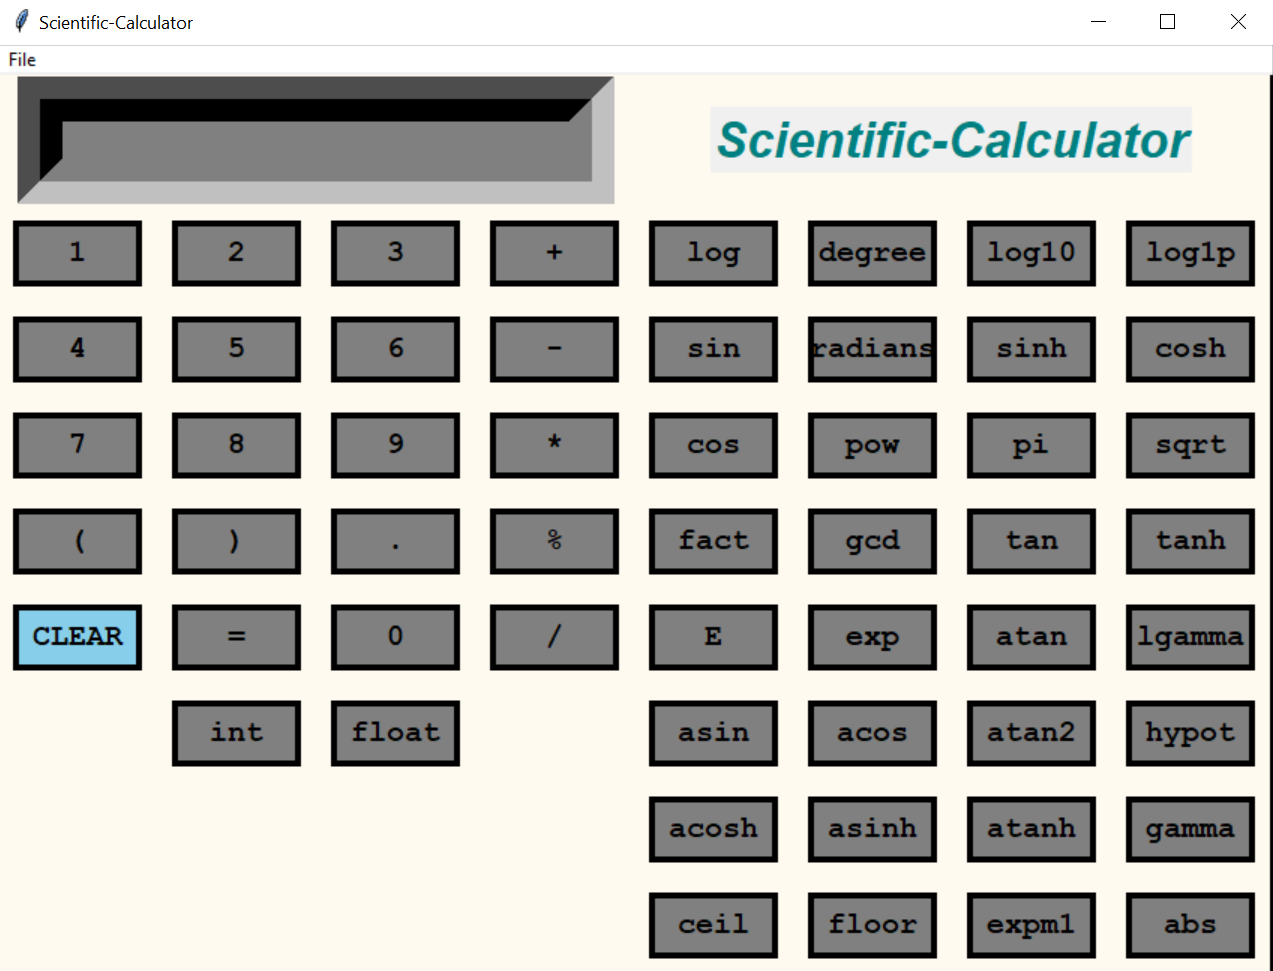 Scientific-Calculator
File
Scientific-Calculator
1 2 3 + log degree log10 log1p
4 5 6 - sin radians sinh cosh
7 8 9 * cos pow pi sqrt
( ) . % fact gcd tan tanh
CLEAR = 0 / E exp atan lgamma
int float asin acos atan2 hypot
acosh asinh atanh gamma
ceil floor expm1 abs